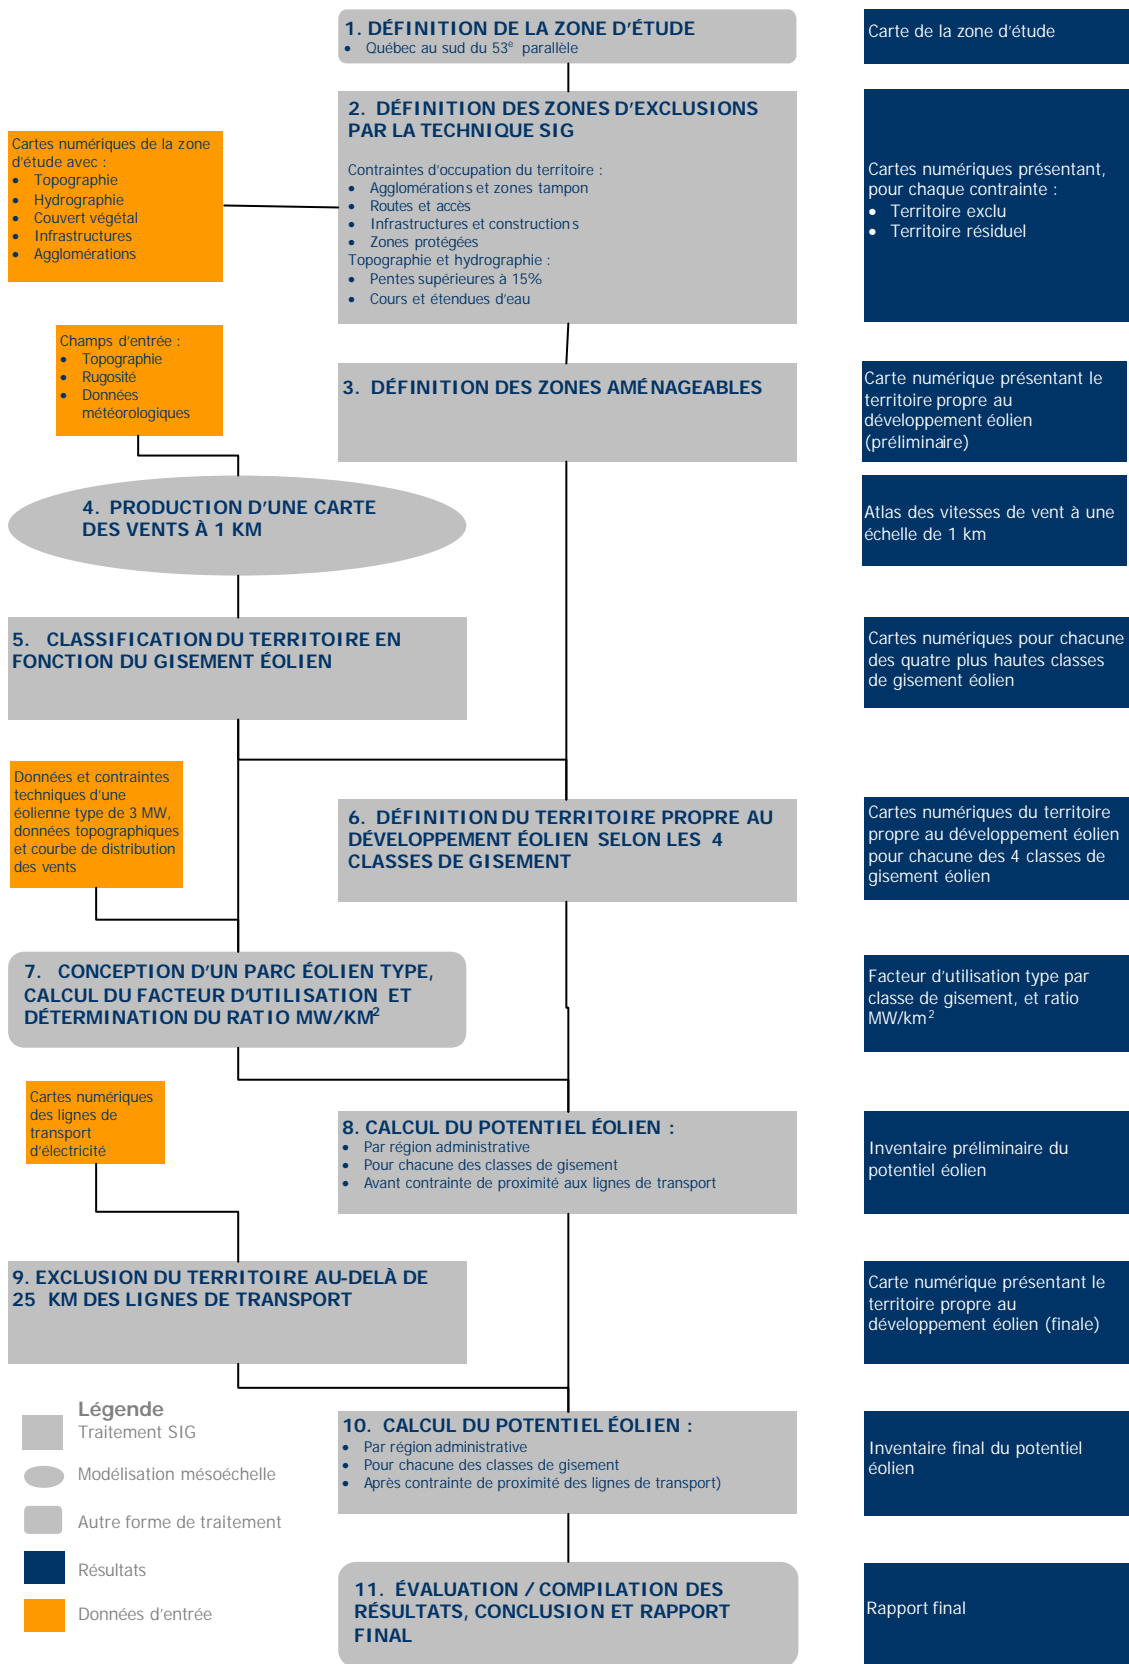 1. DÉFINITION DE LA ZONE D'ÉTUDE
• Québec au sud du 53e parallèle
Carte de la zone d'étude
2. DÉFINITION DES ZONES D'EXCLUSIONS
PAR LA TECHNIQUE SIG
Contraintes d'occupation du territoire :
• Agglomérations et zones tampon
• Routes et accès
• Infrastructures et constructions
• Zones protégées
Topographie et hydrographie :
• Pentes supérieures à 15%
• Cours et étendues d'eau
Cartes numériques de la zone
d'étude avec :
• Topographie
• Hydrographie
• Couvert végétal
• Infrastructures
• Agglomérations
Cartes numériques présentant,
pour chaque contrainte :
• Territoire exclu
• Territoire résiduel
Champs d'entrée :
• Topographie
• Rugosité
• Données
météorologiques
3. DÉFINITION DES ZONES AMÉNAGEABLES
Carte numérique présentant le
territoire propre au
développement éolien
(préliminaire)
4. PRODUCTION D'UNE CARTE
DES VENTS À 1 KM
Atlas des vitesses de vent à une
échelle de 1 km
5. CLASSIFICATION DU TERRITOIRE EN
FONCTION DU GISEMENT ÉOLIEN
Cartes numériques pour chacune
des quatre plus hautes classes
de gisement éolien
Données et contraintes
techniques d'une
éolienne type de 3 MW,
données topographiques
et courbe de distribution
des vents
6. DÉFINITION DU TERRITOIRE PROPRE AU
DÉVELOPPEMENT ÉOLIEN SELON LES 4
CLASSES DE GISEMENT
Cartes numériques du territoire
propre au développement éolien
pour chacune des 4 classes de
gisement éolien
7. CONCEPTION D'UN PARC ÉOLIEN TYPE,
CALCUL DU FACTEUR D'UTILISATION ET
DÉTERMINATION DU RATIO MW/KM2
Facteur d'utilisation type par
classe de gisement, et ratio
MW/km2
Cartes numériques
des lignes de
transport
d'électricité
8. CALCUL DU POTENTIEL ÉOLIEN :
• Par région administrative
• Pour chacune des classes de gisement
• Avant contrainte de proximité aux lignes de transport
Inventaire préliminaire du
potentiel éolien
9. EXCLUSION DU TERRITOIRE AU-DELÀ DE
25 KM DES LIGNES DE TRANSPORT
Carte numérique présentant le
territoire propre au
développement éolien (finale)
10. CALCUL DU POTENTIEL ÉOLIEN :
• Par région administrative
• Pour chacune des classes de gisement
• Après contrainte de proximité des lignes de transport)
Inventaire final du potentiel
éolien
11. ÉVALUATION / COMPILATION DES
RÉSULTATS, CONCLUSION ET RAPPORT
FINAL
Rapport final
Légende
Traitement SIG
Modélisation mésoéchelle
Autre forme de traitement
Résultats
Données d'entrée